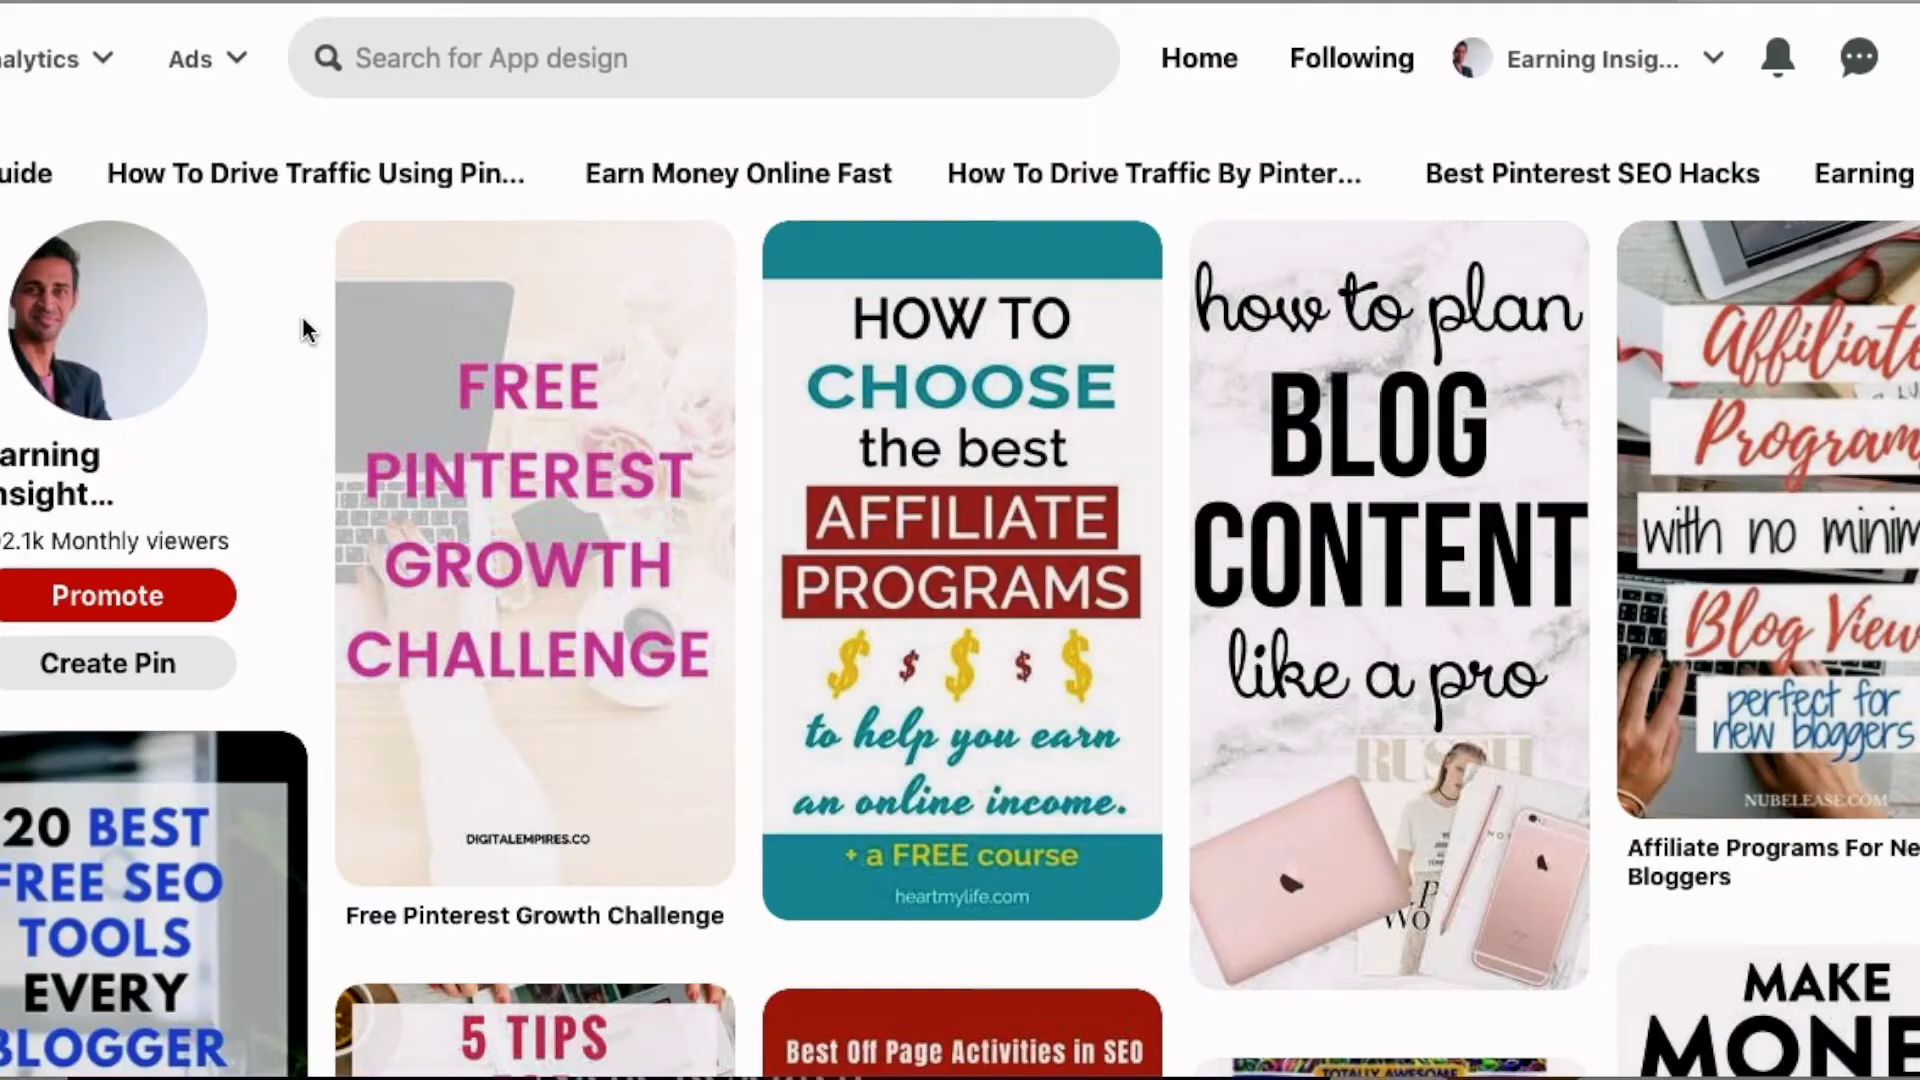 alytics
Ads
Search for App design
Home
Following
Earning Insig...
uide
How To Drive Traffic Using Pin...
Earn Money Online Fast
How To Drive Traffic By Pinter...
Best Pinterest SEO Hacks
Earning
arning
nsight...
2.1k Monthly viewers
Promote
Create Pin
20 BEST
FREE SEO
TOOLS
EVERY
BLOGGER
FREE
PINTEREST
GROWTH
CHALLENGE
DIGITALEMPIRES.CO
Free Pinterest Growth Challenge
5 TIPS
HOW TO
CHOOSE
the best
AFFILIATE
PROGRAMS
$ $ $ $ $
to help you earn
an online income.
+ a FREE course
heartmylife.com
Best Off Page Activities in SEO
how to plan
BLOG
CONTENT
like a pro
TOTALLY AWESOME
Affiliate
Program
with no minim
Blog View
perfect for
new bloggers
NUBELEASE.COM
Affiliate Programs For Ne
Bloggers
MAKE
MONE